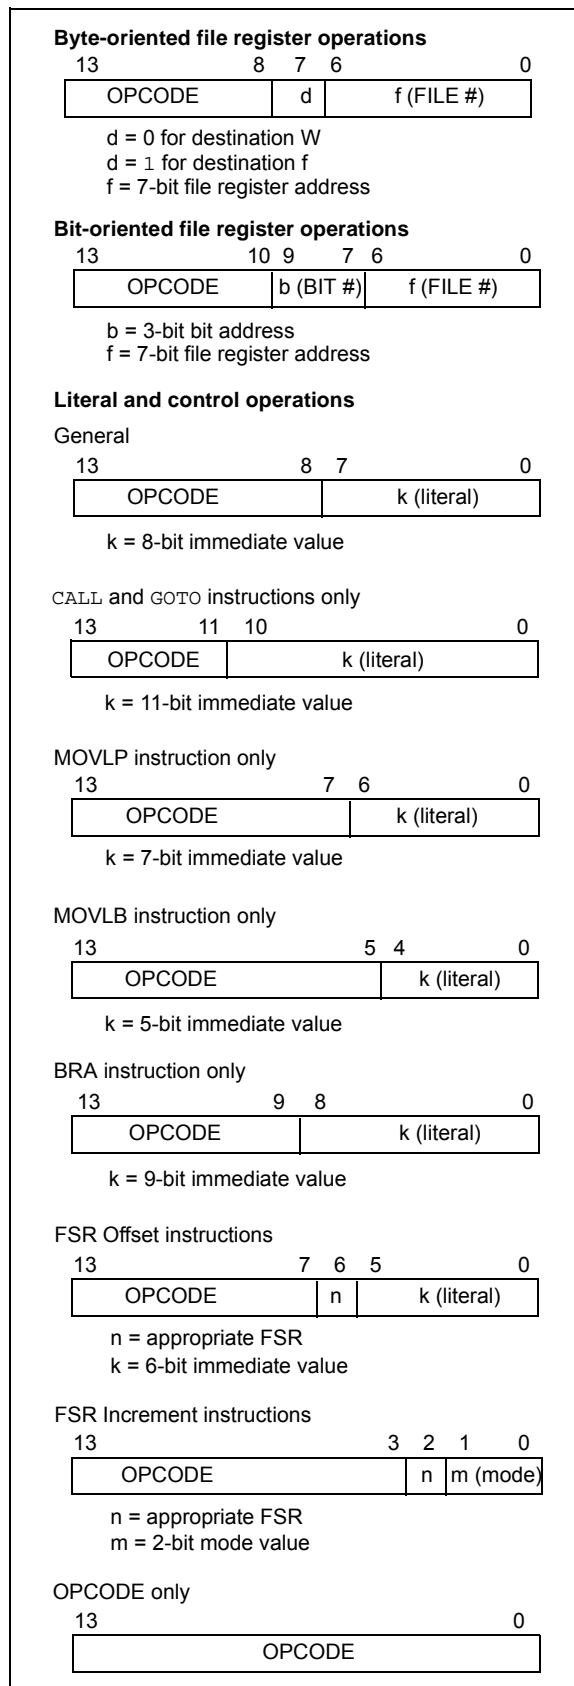 Byte-oriented file register operations
13 8 7 6 0
OPCODE d f (FILE #)
d = 0 for destination W
d = 1 for destination f
f = 7-bit file register address
Bit-oriented file register operations
13 10 9 7 6 0
OPCODE b (BIT #) f (FILE #)
b = 3-bit bit address
f = 7-bit file register address
Literal and control operations
General
13 8 7 0
OPCODE k (literal)
k = 8-bit immediate value
CALL and GOTO instructions only
13 11 10 0
OPCODE k (literal)
k = 11-bit immediate value
MOVLP instruction only
13 7 6 0
OPCODE k (literal)
k = 7-bit immediate value
MOVLB instruction only
13 5 4 0
OPCODE k (literal)
k = 5-bit immediate value
BRA instruction only
13 9 8 0
OPCODE k (literal)
k = 9-bit immediate value
FSR Offset instructions
13 7 6 5 0
OPCODE n k (literal)
n = appropriate FSR
k = 6-bit immediate value
FSR Increment instructions
13 3 2 1 0
OPCODE n m (mode)
n = appropriate FSR
m = 2-bit mode value
OPCODE only
13 0
OPCODE